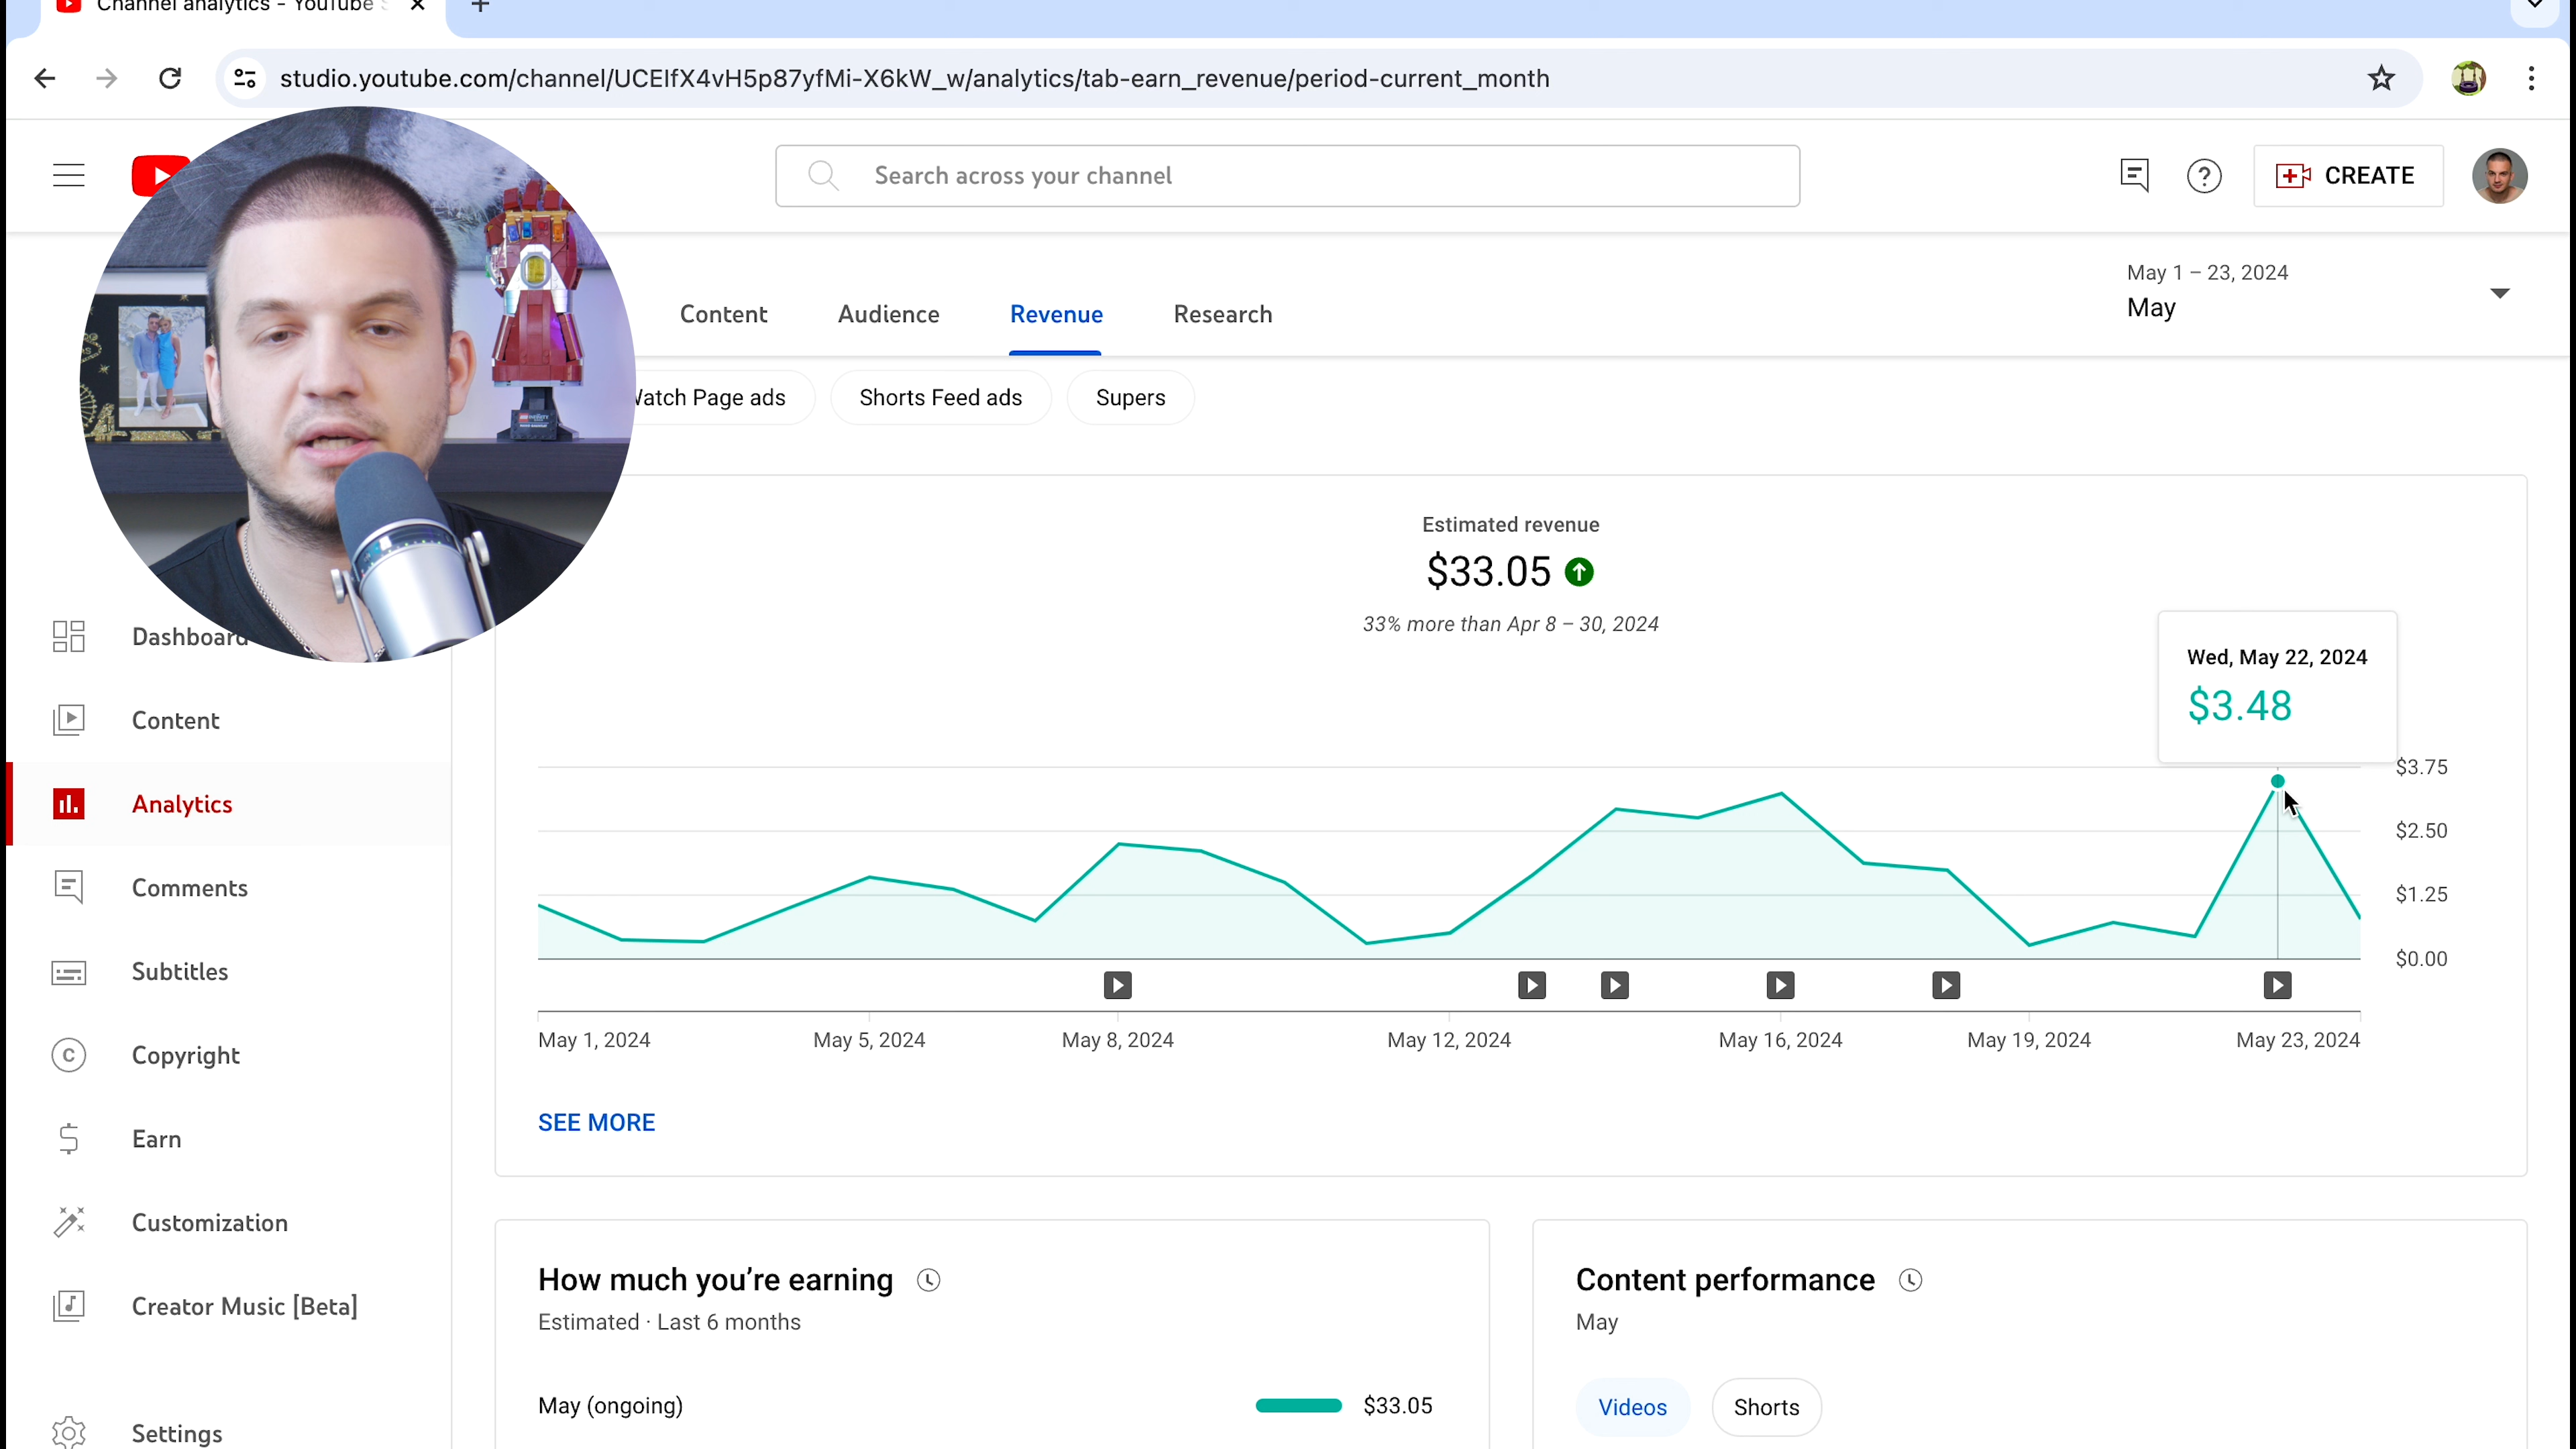 Channel analytics - YouTube
studio.youtube.com/channel/UCEIfX4vH5p87yfMi-X6kW_w/analytics/tab-earn_revenue/period-current_month
Search across your channel
CREATE
Content
Audience
Revenue
Research
May 1 – 23, 2024
May
Watch Page ads
Shorts Feed ads
Supers
Estimated revenue
$33.05
33% more than Apr 8 – 30, 2024
Wed, May 22, 2024
$3.48
$3.75
$2.50
$1.25
$0.00
May 1, 2024
May 5, 2024
May 8, 2024
May 12, 2024
May 16, 2024
May 19, 2024
May 23, 2024
SEE MORE
Dashboard
Content
Analytics
Comments
Subtitles
Copyright
Earn
Customization
Creator Music [Beta]
Settings
How much you’re earning
Estimated · Last 6 months
May (ongoing)
$33.05
Content performance
May
Videos
Shorts